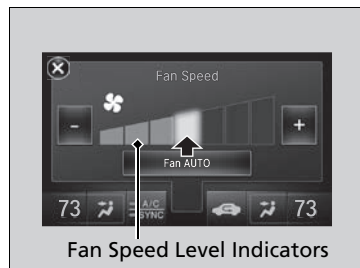 Fan Speed
-
+
Fan AUTO
73
A/C
SYNC
73
Fan Speed Level Indicators